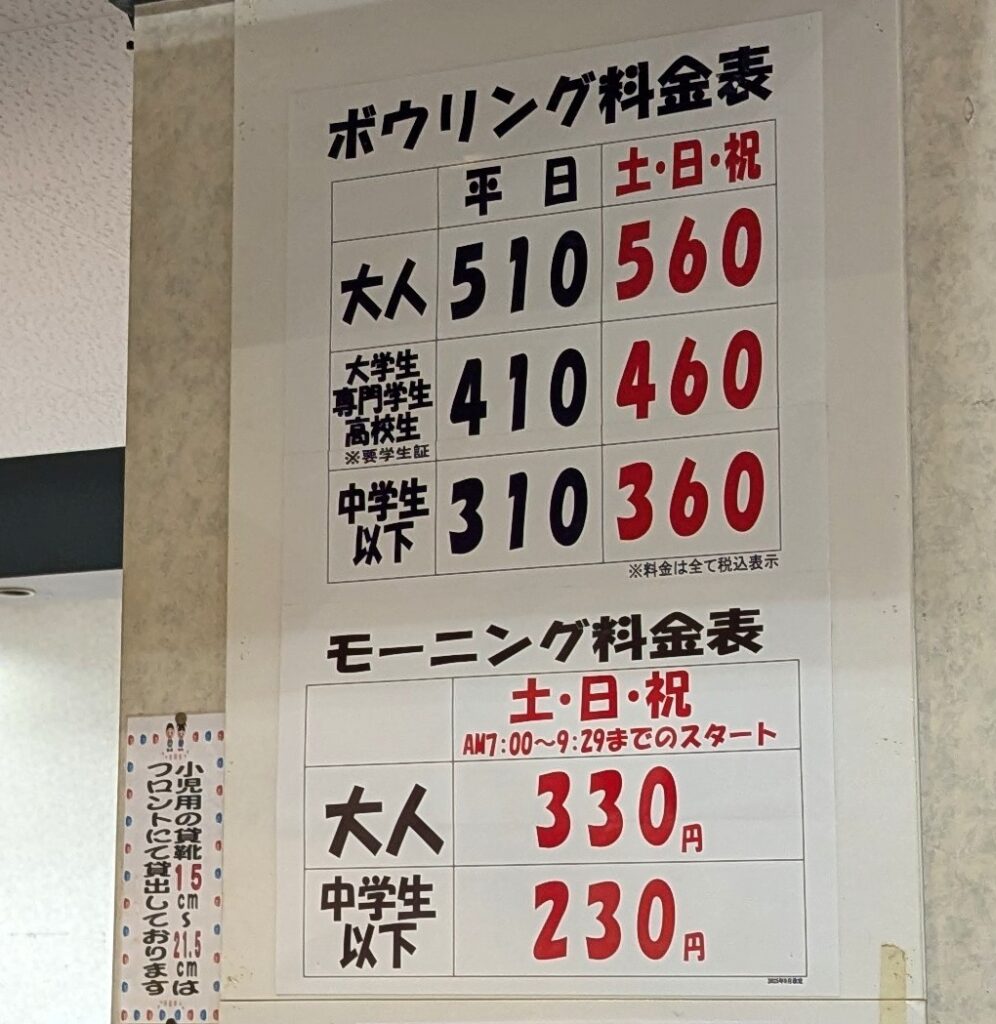 ボウリング料金表
平日 土・日・祝
大人 510 560
大学生
専門学生
高校生
※要学生証
410 460
中学生
以下
310 360
※料金は全て税込表示
モーニング料金表
土・日・祝
AM7:00〜9:29までのスタート
大人 330円
中学生
以下
230円
小児用の貸靴15cm〜21.5cmは
フロントにて貸出しております